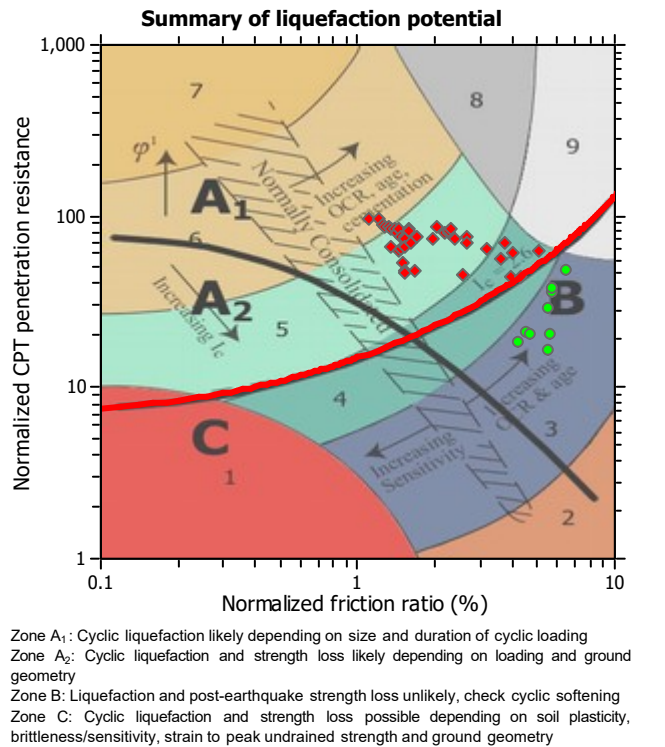 Summary of liquefaction potential
1,000
100
10
1
Normalized CPT penetration resistance
0.1
1
10
Normalized friction ratio (%)
7
8
9
φ'
A1
Normally Consolidated
Increasing
OCR, age,
cementation
6
A2
Increasing Ic
5
Ic = 2.6
B
4
Increasing
OCR & age
C
1
Increasing
Sensitivity
3
2
Zone A1: Cyclic liquefaction likely depending on size and duration of cyclic loading
Zone A2: Cyclic liquefaction and strength loss likely depending on loading and ground
geometry
Zone B: Liquefaction and post-earthquake strength loss unlikely, check cyclic softening
Zone C: Cyclic liquefaction and strength loss possible depending on soil plasticity,
brittleness/sensitivity, strain to peak undrained strength and ground geometry